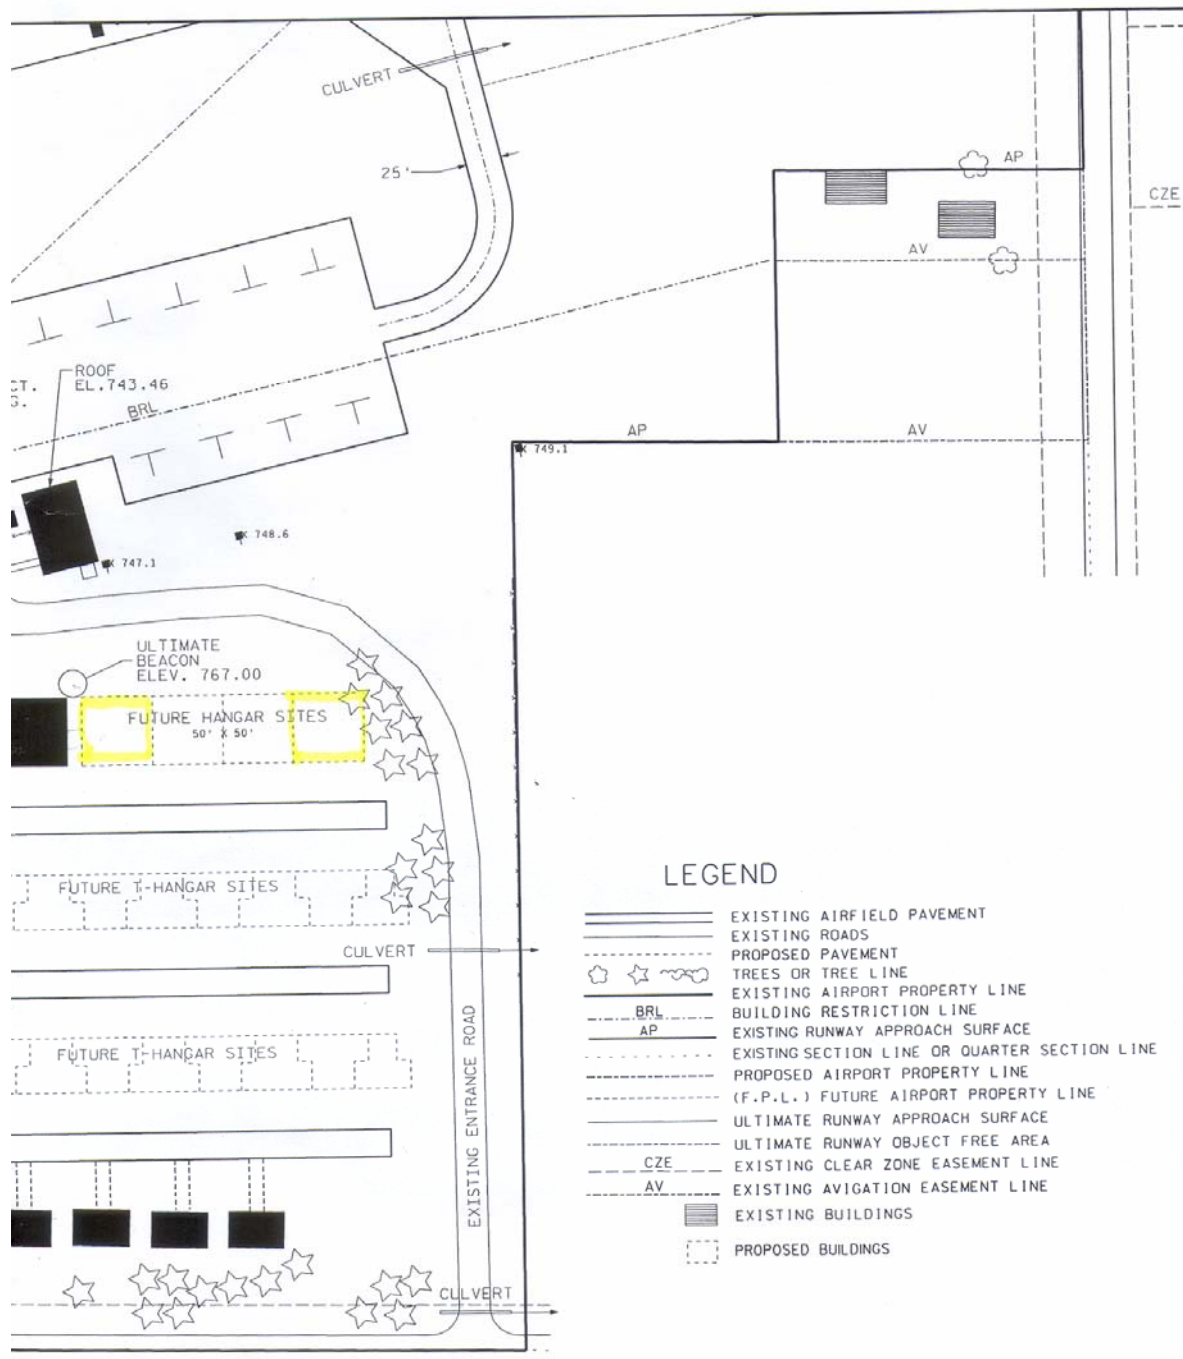 CULVERT
25'
AP
CZE
AV
ROOF
EL.743.46
CT.
G.
BRL
AP
AV
X 749.1
X 748.6
X 747.1
ULTIMATE
BEACON
ELEV. 767.00
FUTURE HANGAR SITES
50' X 50'
FUTURE T-HANGAR SITES
CULVERT
FUTURE T-HANGAR SITES
EXISTING ENTRANCE ROAD
CULVERT
LEGEND
EXISTING AIRFIELD PAVEMENT
EXISTING ROADS
PROPOSED PAVEMENT
TREES OR TREE LINE
EXISTING AIRPORT PROPERTY LINE
BRL BUILDING RESTRICTION LINE
AP EXISTING RUNWAY APPROACH SURFACE
EXISTING SECTION LINE OR QUARTER SECTION LINE
PROPOSED AIRPORT PROPERTY LINE
(F.P.L.) FUTURE AIRPORT PROPERTY LINE
ULTIMATE RUNWAY APPROACH SURFACE
ULTIMATE RUNWAY OBJECT FREE AREA
CZE EXISTING CLEAR ZONE EASEMENT LINE
AV EXISTING AVIGATION EASEMENT LINE
EXISTING BUILDINGS
PROPOSED BUILDINGS